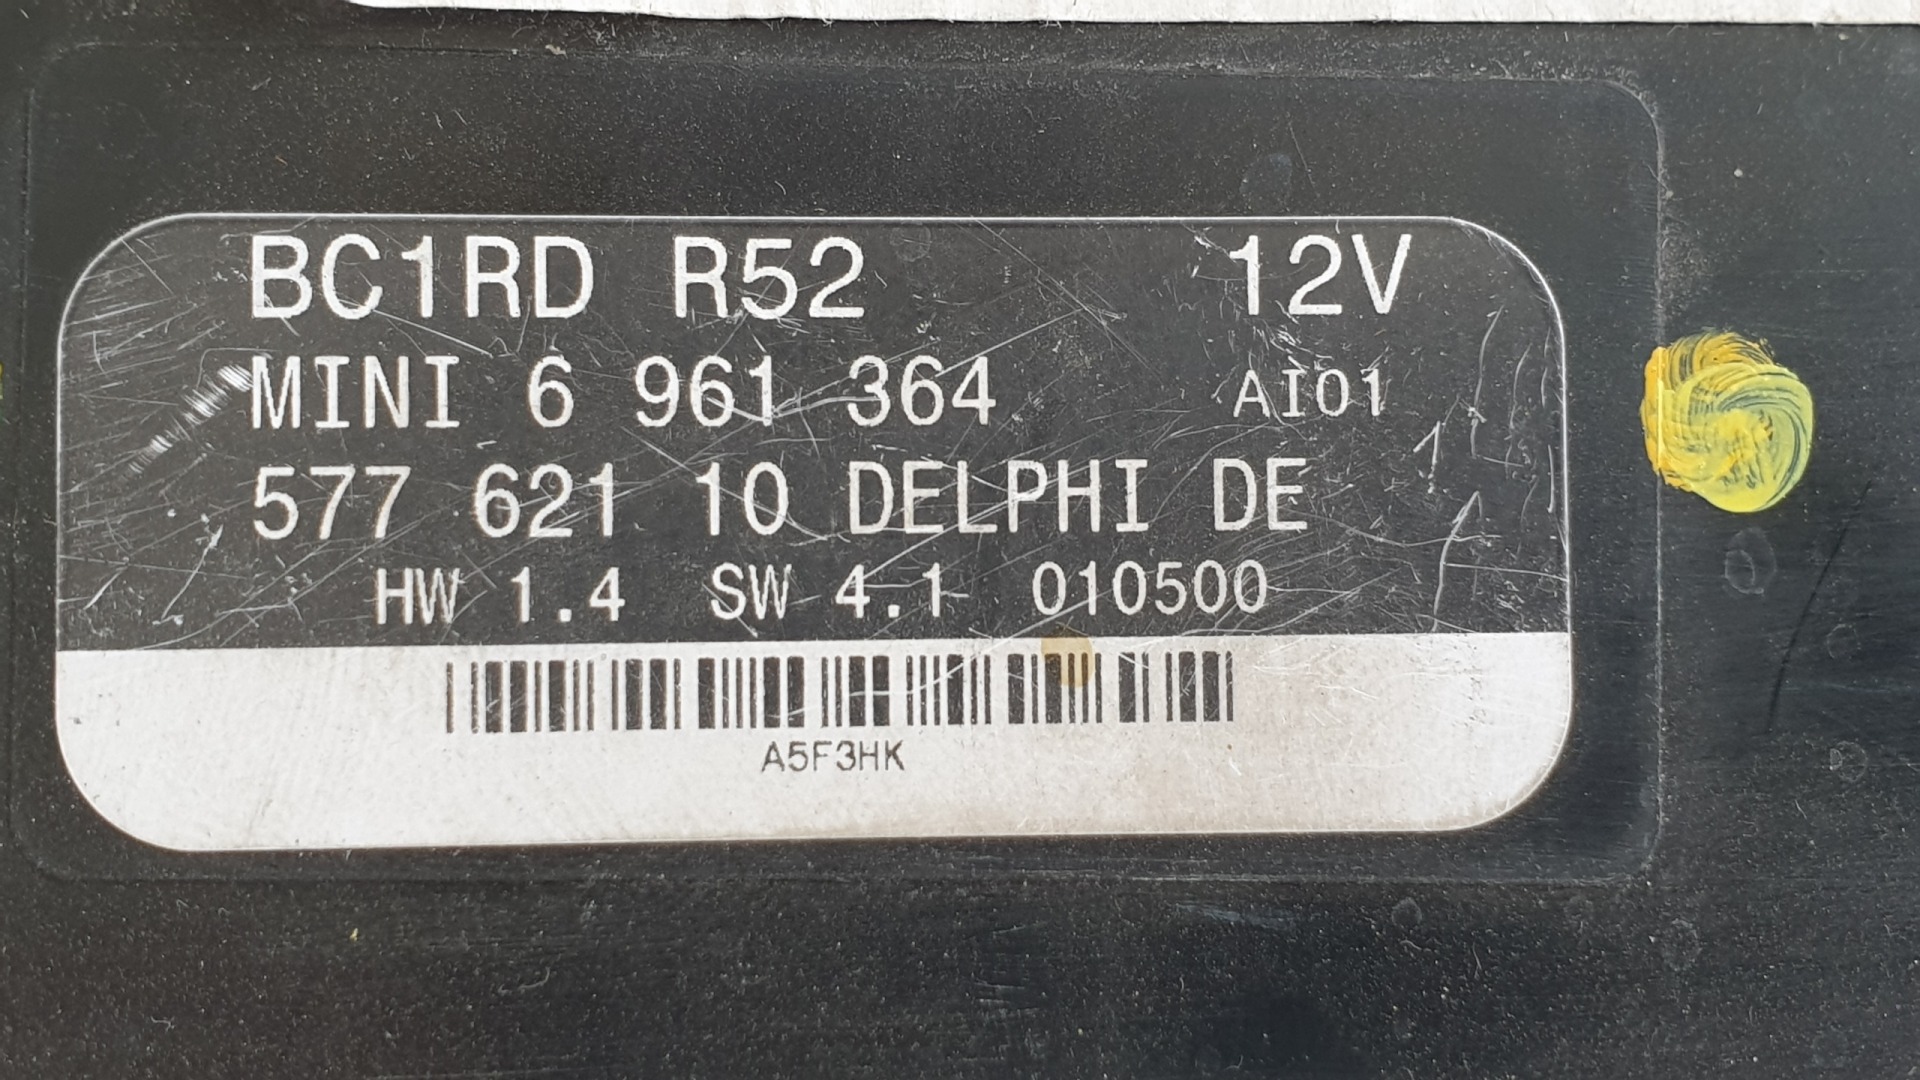 BC1RD R52 12V
MINI 6 961 364 AI01
577 621 10 DELPHI DE
HW 1.4 SW 4.1 010500
A5F3HK